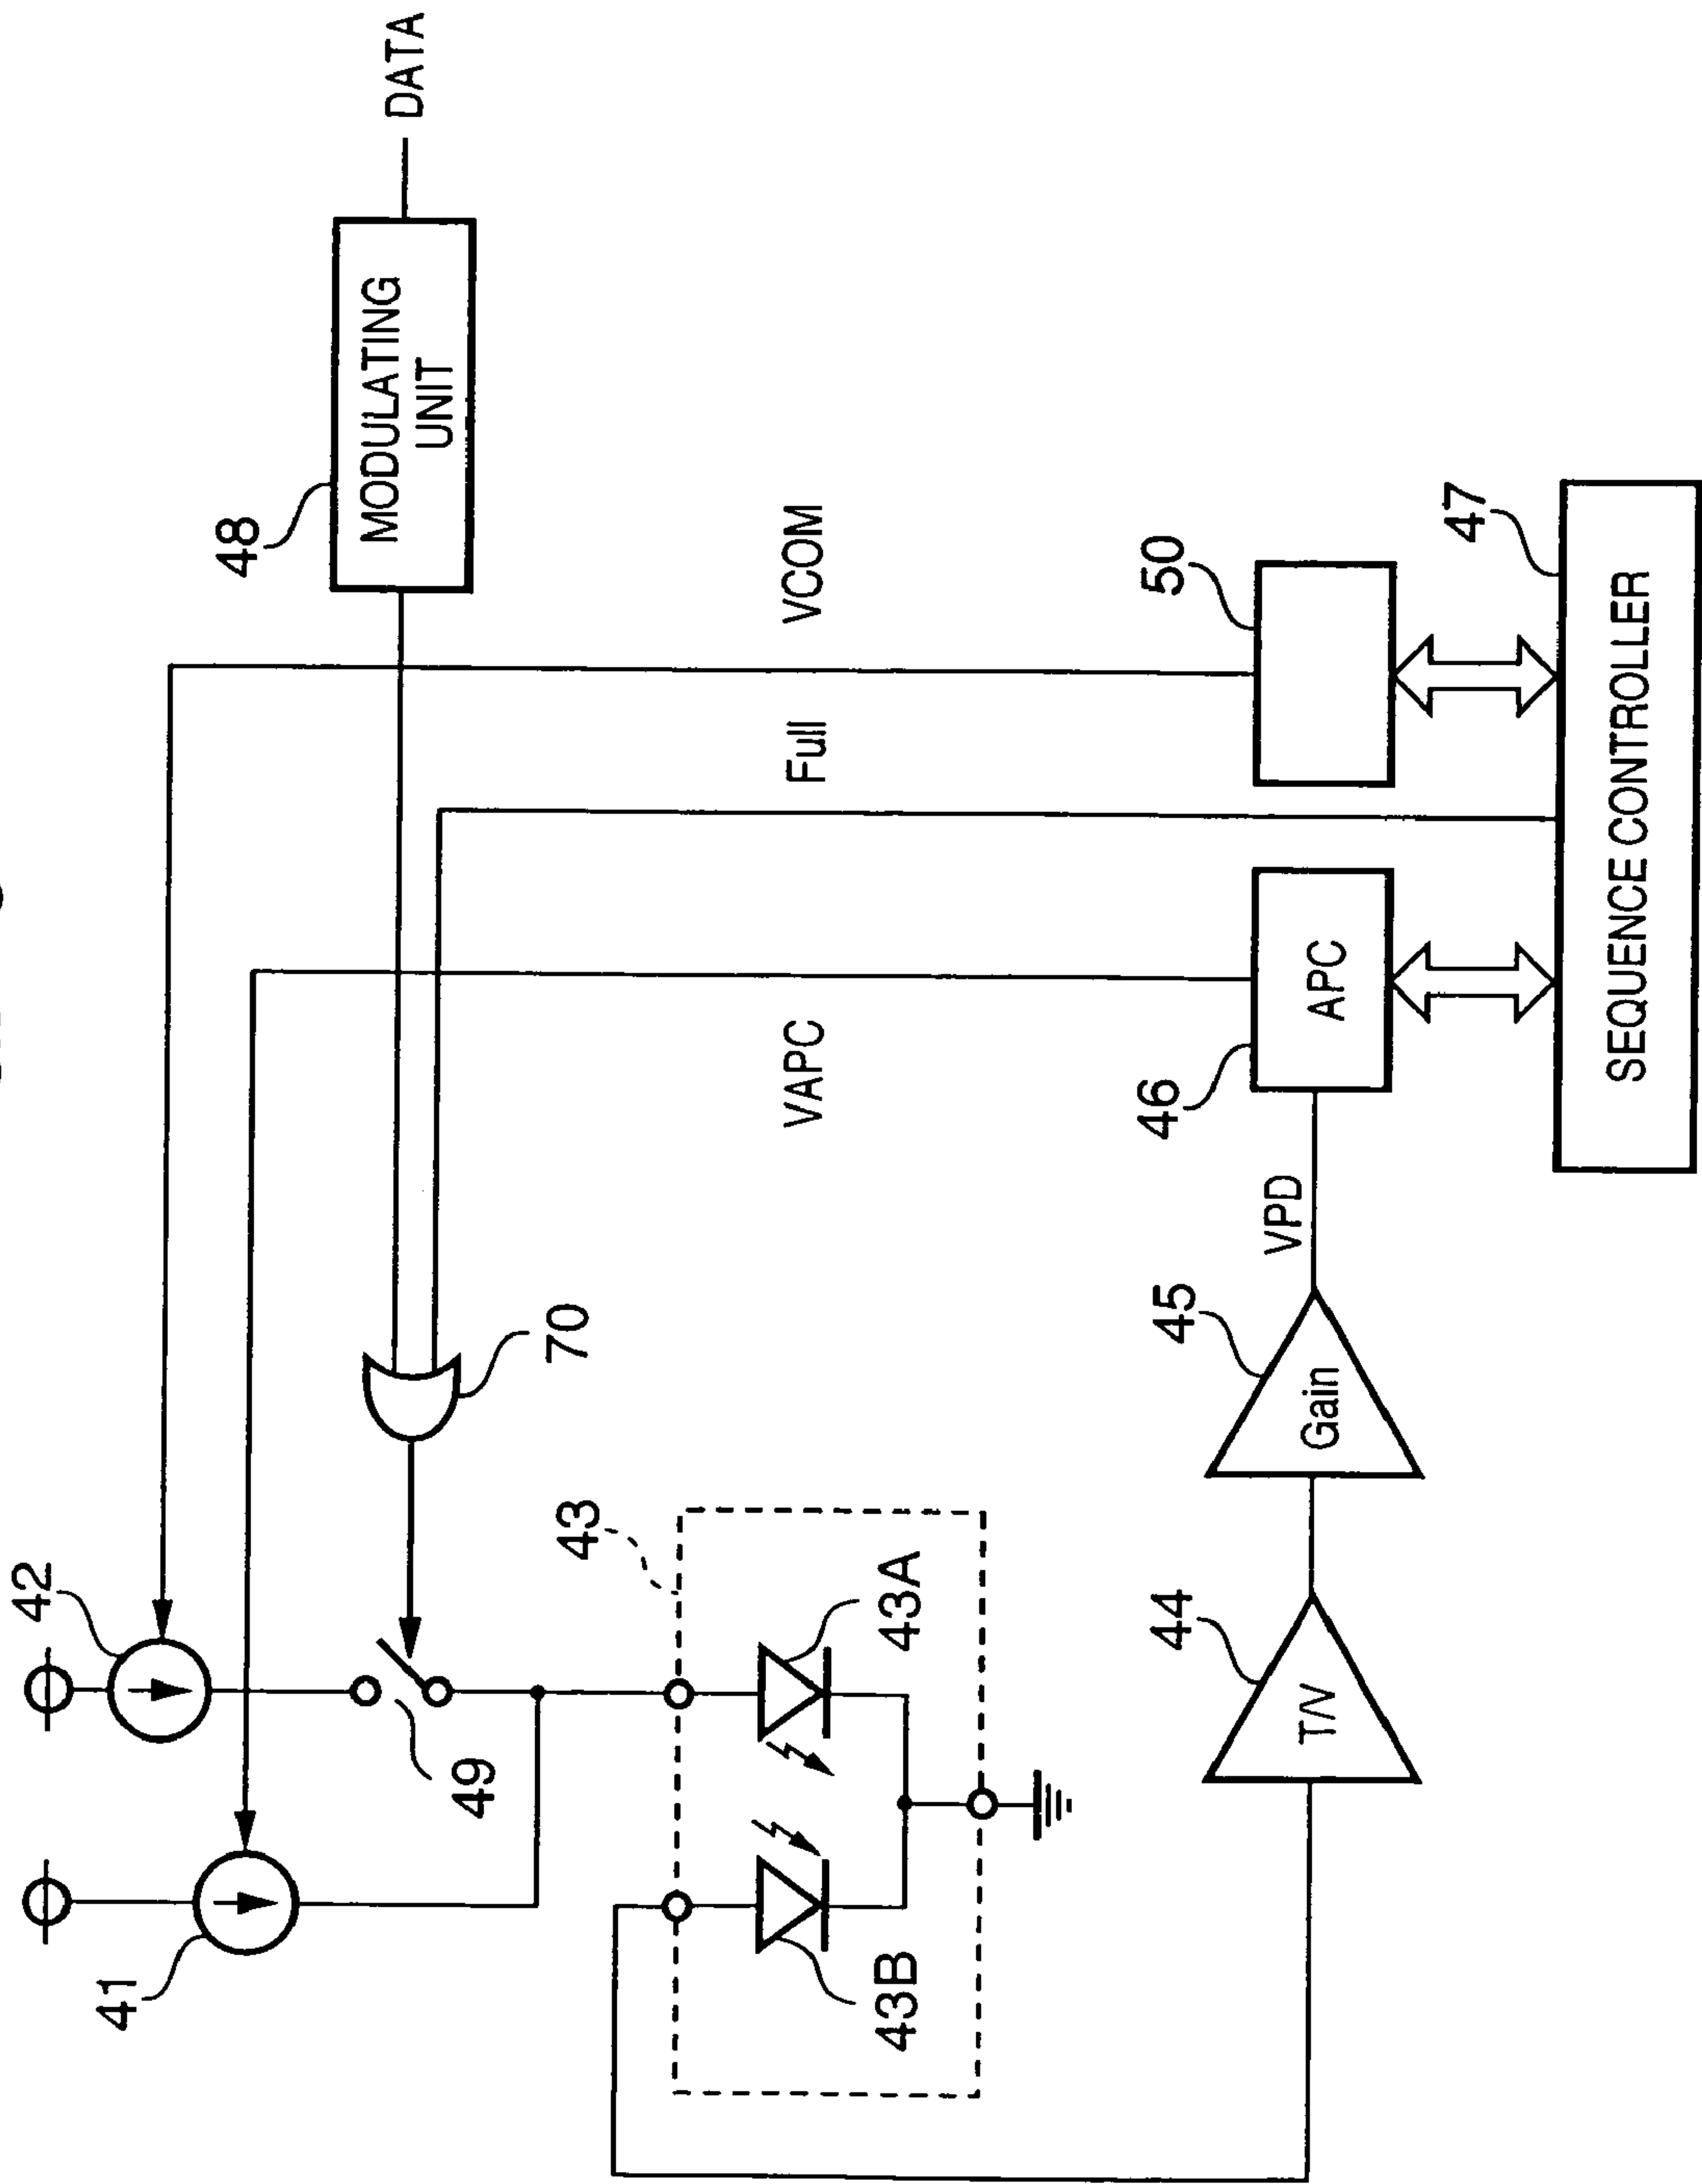 42
41
48
MODULATING
UNIT
DATA
49
70
43
VAPC
Full
VCOM
43B
43A
44
45
46
50
VPD
T/V
Gain
APC
47
SEQUENCE CONTROLLER